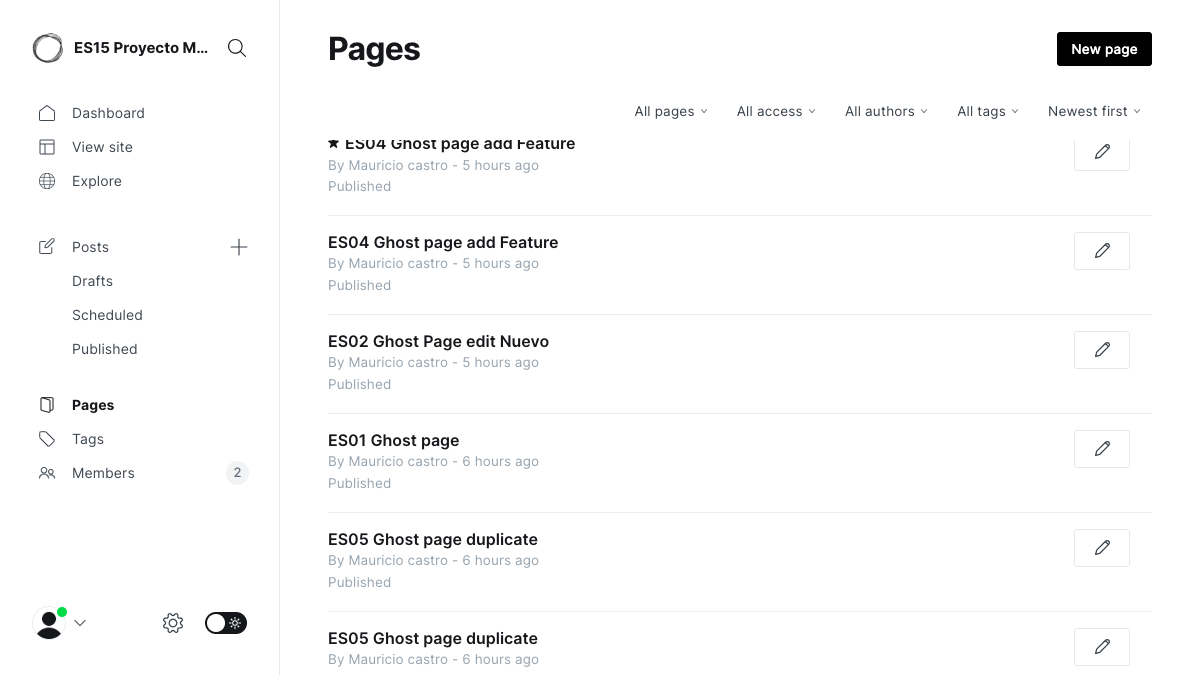 ES15 Proyecto M...
Dashboard
View site
Explore
Posts
Drafts
Scheduled
Published
Pages
Tags
Members
2
Pages
New page
All pages
All access
All authors
All tags
Newest first
ES04 Ghost page add Feature
By Mauricio castro - 5 hours ago
Published
ES04 Ghost page add Feature
By Mauricio castro - 5 hours ago
Published
ES02 Ghost Page edit Nuevo
By Mauricio castro - 5 hours ago
Published
ES01 Ghost page
By Mauricio castro - 6 hours ago
Published
ES05 Ghost page duplicate
By Mauricio castro - 6 hours ago
Published
ES05 Ghost page duplicate
By Mauricio castro - 6 hours ago